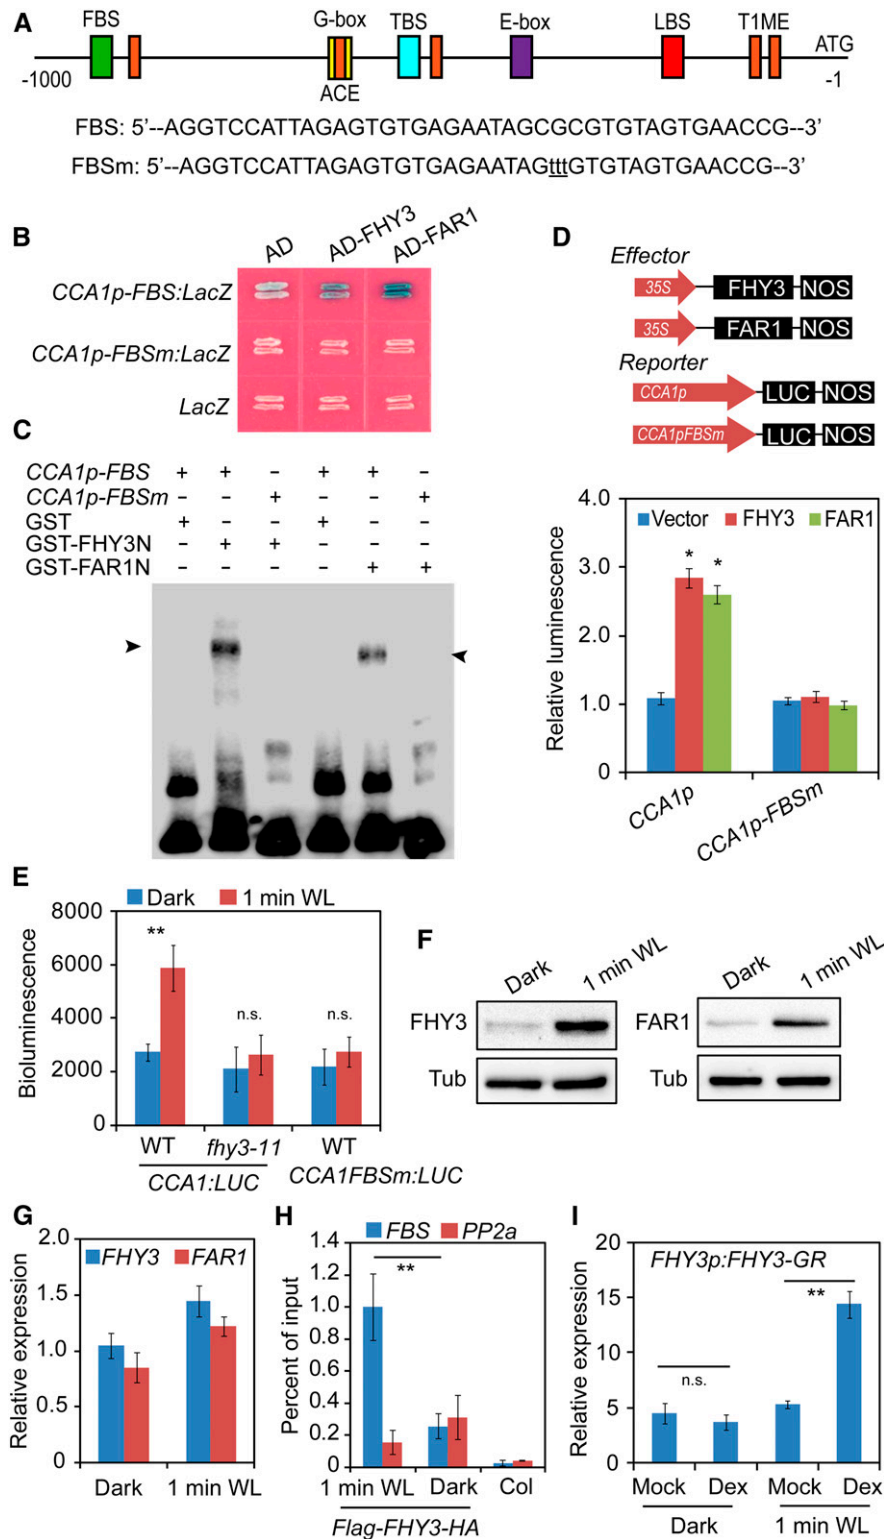 A
FBS
G-box
TBS
E-box
LBS
T1ME
ATG
-1000
ACE
-1
FBS: 5’--AGGTCCATTAGAGTGTGAGAATAGCGCGTGTAGTGAACCG--3’
FBSm: 5’--AGGTCCATTAGAGTGTGAGAATAGtttGTGTAGTGAACCG--3’
B
AD
AD-FHY3
AD-FAR1
CCA1p-FBS:LacZ
CCA1p-FBSm:LacZ
LacZ
C
CCA1p-FBS + + – + + –
CCA1p-FBSm – – + – – +
GST + – – + – –
GST-FHY3N – + + – – –
GST-FAR1N – – – – + +
D
Effector
35S FHY3 NOS
35S FAR1 NOS
Reporter
CCA1p LUC NOS
CCA1pFBSm LUC NOS
Vector FHY3 FAR1
Relative luminescence
4.0
3.0
2.0
1.0
0
* *
CCA1p
CCA1p-FBSm
E
Dark 1 min WL
Bioluminescence
8000
6000
4000
2000
0
**
n.s.
n.s.
WT fhy3-11 WT
CCA1:LUC CCA1FBSm:LUC
F
Dark 1 min WL
FHY3
Tub
Dark 1 min WL
FAR1
Tub
G
FHY3 FAR1
Relative expression
2.0
1.5
1.0
0.5
0
Dark 1 min WL
H
FBS PP2a
Percent of input
1.4
1.2
1.0
0.8
0.6
0.4
0.2
0
**
1 min WL Dark Col
Flag-FHY3-HA
I
FHY3p:FHY3-GR
Relative expression
20
15
10
5
0
n.s.
**
Mock Dex Mock Dex
Dark 1 min WL